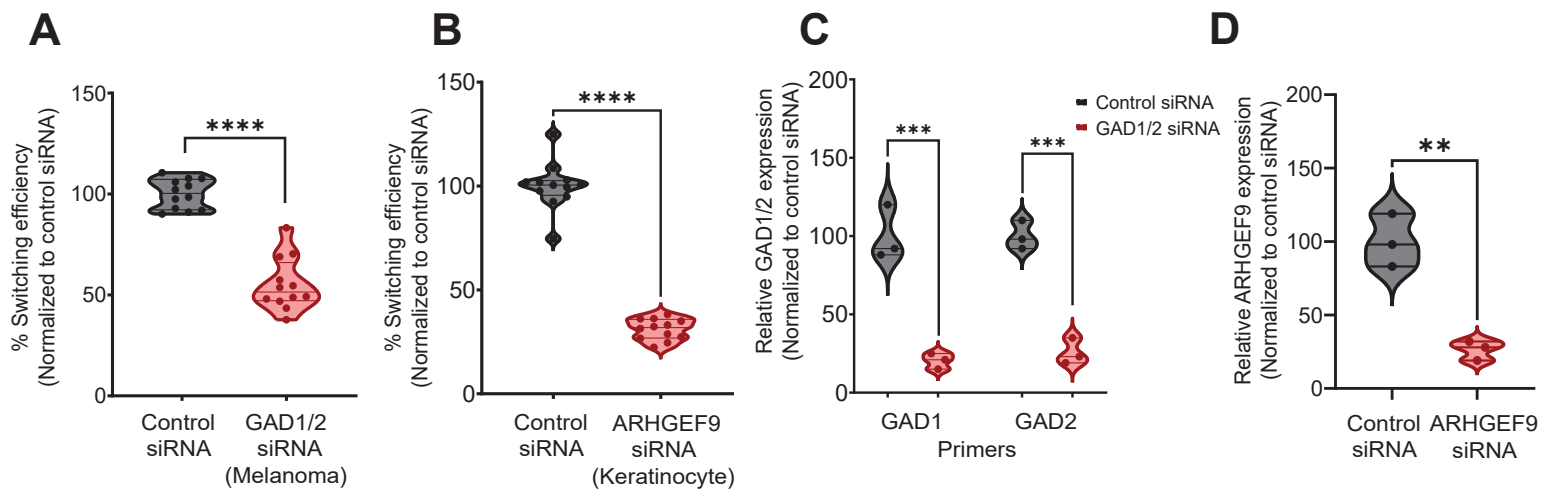 A
% Switching efficiency
(Normalized to control siRNA)
150
100
50
0
****
Control
siRNA
GAD1/2
siRNA
(Melanoma)
B
% Switching efficiency
(Normalized to control siRNA)
150
100
50
0
****
Control
siRNA
ARHGEF9
siRNA
(Keratinocyte)
C
Relative GAD1/2 expression
(Normalized to control siRNA)
200
150
100
50
0
***
***
Control siRNA
GAD1/2 siRNA
GAD1
GAD2
Primers
D
Relative ARHGEF9 expression
(Normalized to control siRNA)
200
150
100
50
0
**
Control
siRNA
ARHGEF9
siRNA